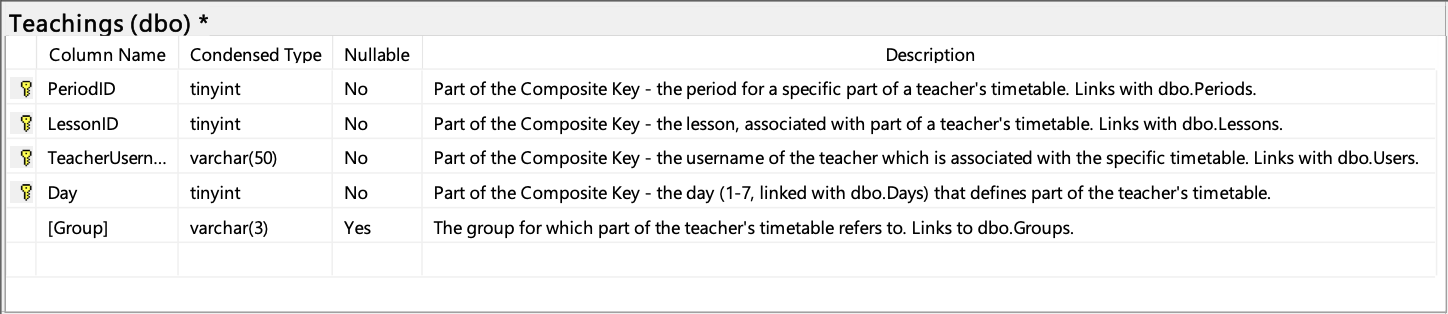 Teachings (dbo) *
Column Name Condensed Type Nullable Description
PeriodID tinyint No Part of the Composite Key - the period for a specific part of a teacher's timetable. Links with dbo.Periods.
LessonID tinyint No Part of the Composite Key - the lesson, associated with part of a teacher's timetable. Links with dbo.Lessons.
TeacherUsern... varchar(50) No Part of the Composite Key - the username of the teacher which is associated with the specific timetable. Links with dbo.Users.
Day tinyint No Part of the Composite Key - the day (1-7, linked with dbo.Days) that defines part of the teacher's timetable.
[Group] varchar(3) Yes The group for which part of the teacher's timetable refers to. Links to dbo.Groups.